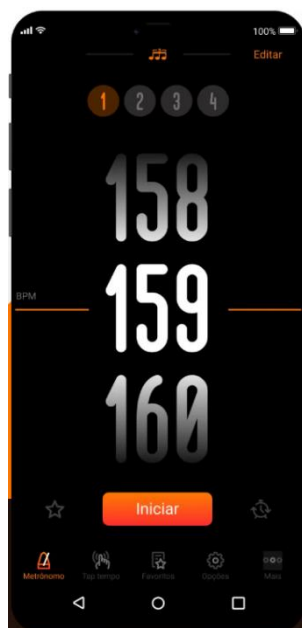 100%
Editar
1 2 3 4
158
BPM
159
160
Iniciar
Metrônomo Tap tempo Favoritos Opções Mais